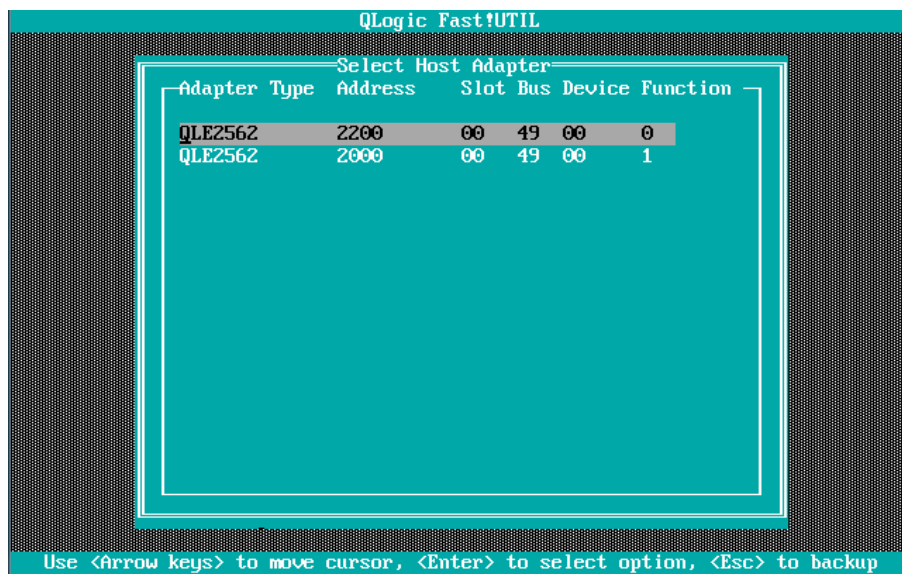 QLogic Fast!UTIL
Select Host Adapter
Adapter Type Address Slot Bus Device Function
QLE2562 2200 00 49 00 0
QLE2562 2000 00 49 00 1
Use <Arrow keys> to move cursor, <Enter> to select option, <Esc> to backup